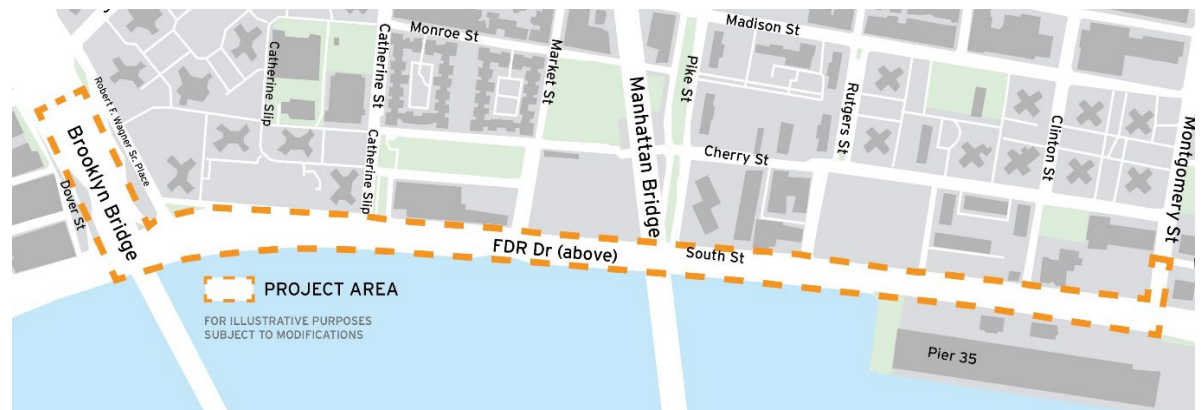 Monroe St
Madison St
Catherine Slip
Catherine St
Market St
Pike St
Rutgers St
Clinton St
Montgomery St
Robert F. Wagner Sr. Place
Brooklyn Bridge
Dover St
Catherine Slip
Manhattan Bridge
Cherry St
FDR Dr (above)
South St
PROJECT AREA
FOR ILLUSTRATIVE PURPOSES
SUBJECT TO MODIFICATIONS
Pier 35